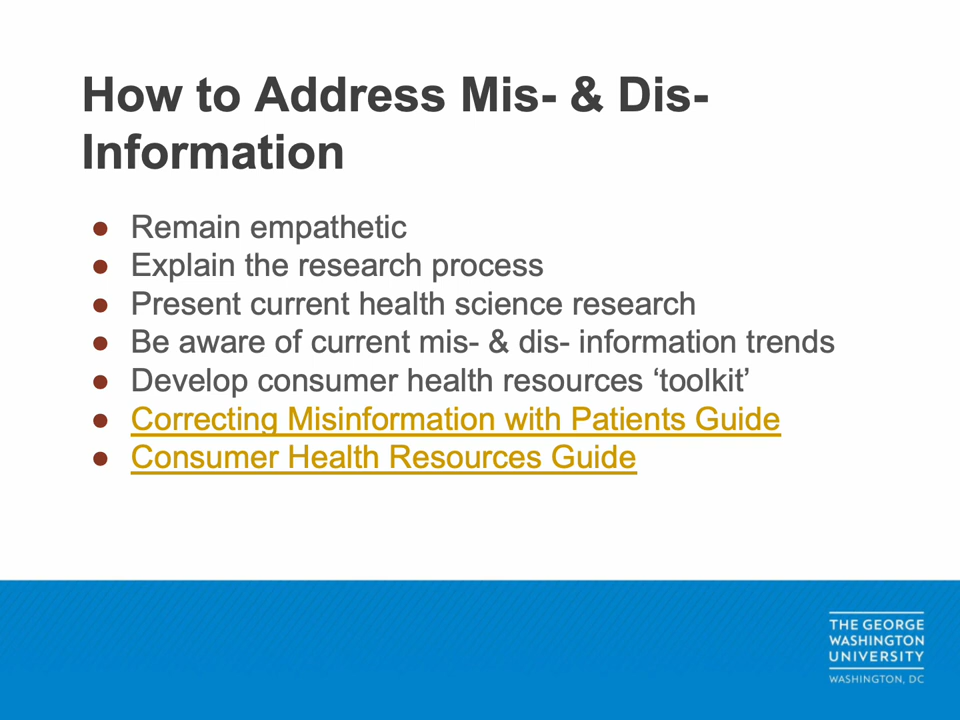 How to Address Mis- & Dis-
Information
● Remain empathetic
● Explain the research process
● Present current health science research
● Be aware of current mis- & dis- information trends
● Develop consumer health resources ‘toolkit’
● Correcting Misinformation with Patients Guide
● Consumer Health Resources Guide
THE GEORGE
WASHINGTON
UNIVERSITY
WASHINGTON, DC